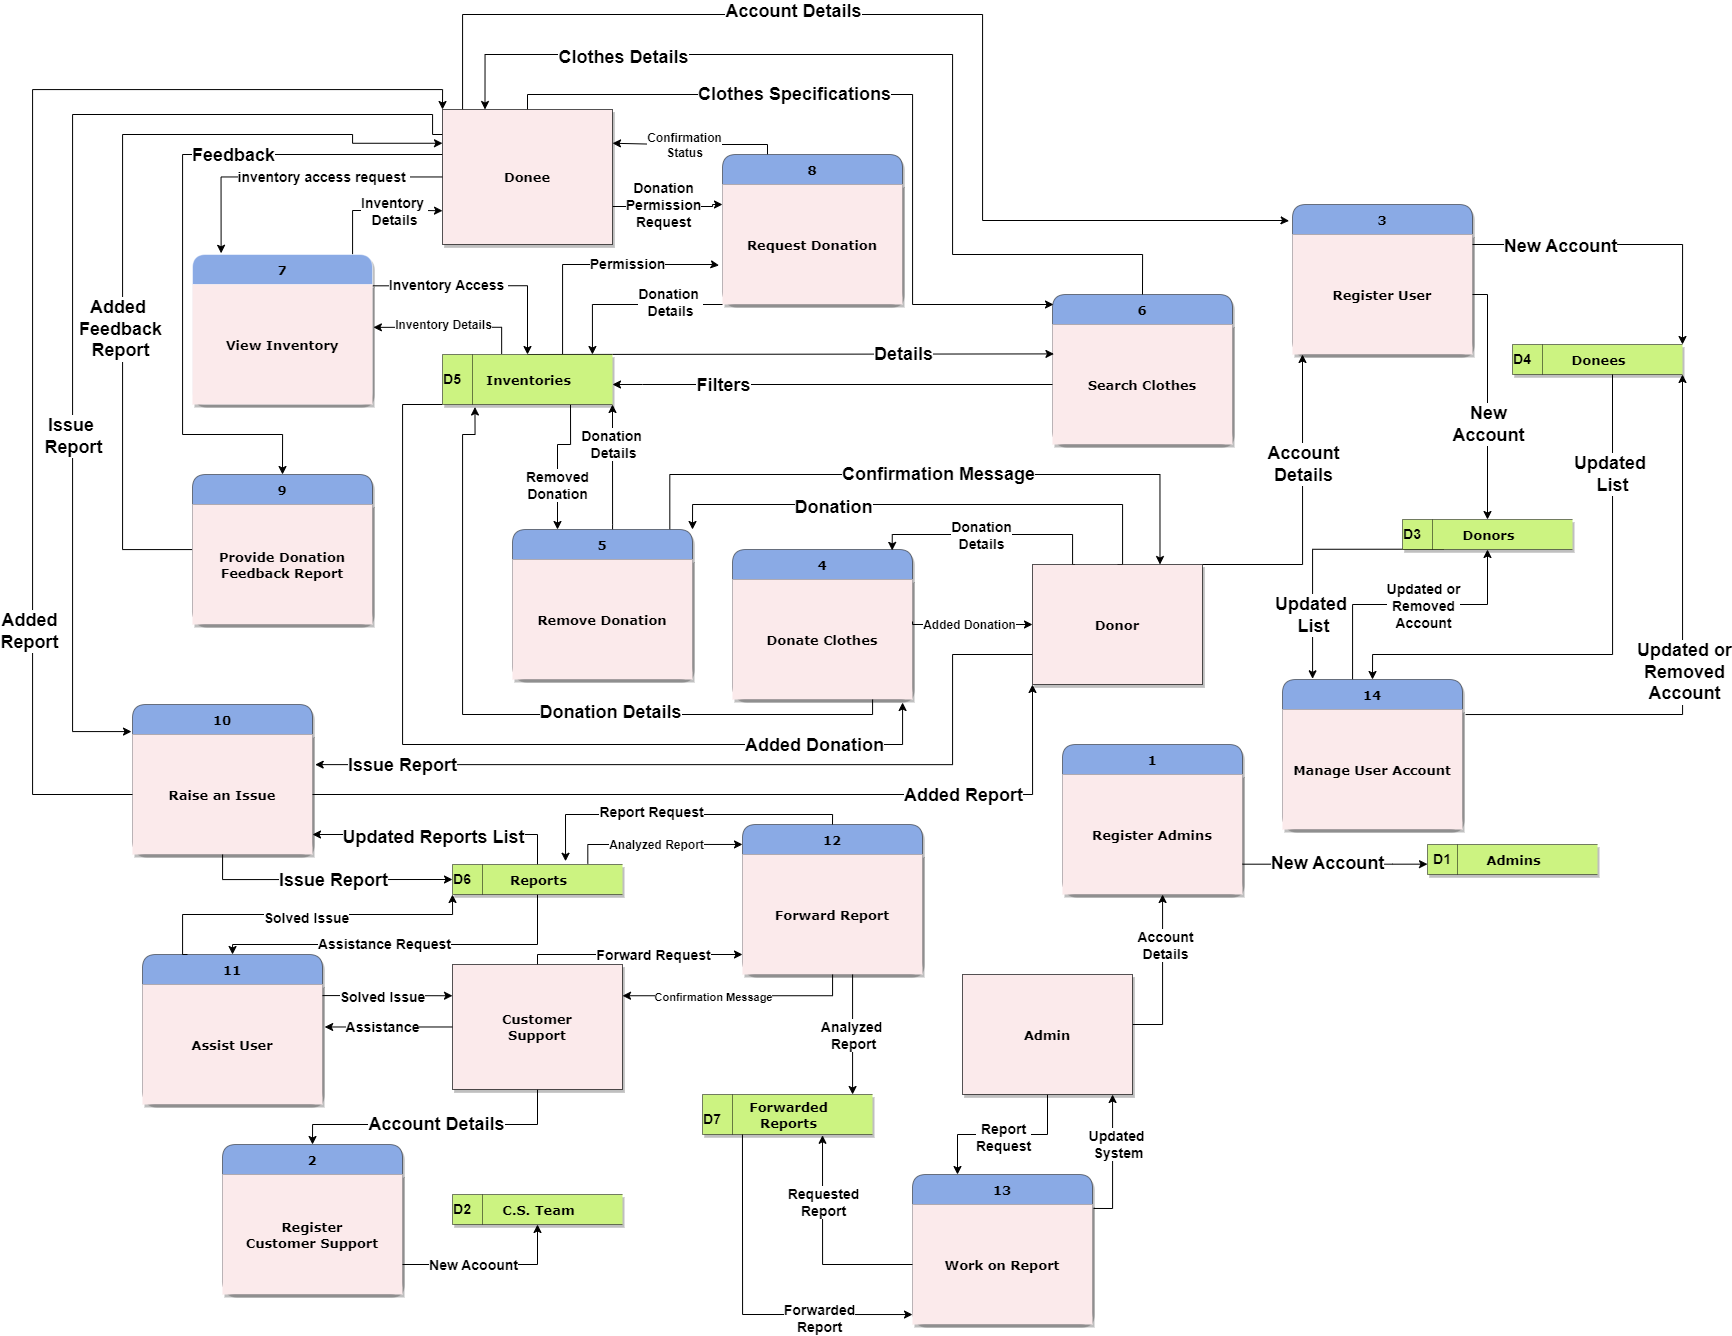 Account Details
Clothes Details
Clothes Specifications
Confirmation
Status
Feedback
8
inventory access request
Donee
Donation
Permission
Request
Inventory
Details
3
Request Donation
New Account
Permission
7
Inventory Access
Donation
Details
Register User
6
Added
Feedback
Report
Inventory Details
View Inventory
Details
D4
Donees
D5
Inventories
Filters
Search Clothes
Issue
Report
Donation
Details
New
Account
Account
Details
Updated
List
Removed
Donation
Confirmation Message
9
Donation
Donation
Details
D3
Donors
5
Provide Donation
Feedback Report
4
Updated or
Removed
Account
Updated
List
Added
Report
Remove Donation
Donate Clothes
Added Donation
Donor
Updated or
Removed
Account
14
10
Donation Details
Added Donation
1
Issue Report
Manage User Account
Raise an Issue
Added Report
Report Request
Updated Reports List
12
Analyzed Report
Register Admins
New Account
D1
Admins
Issue Report
D6
Reports
Solved Issue
Forward Report
Assistance Request
Account
Details
Forward Request
11
Solved Issue
Confirmation Message
Assistance
Customer
Support
Analyzed
Report
Admin
Assist User
D7
Forwarded
Reports
Account Details
Report
Request
Updated
System
2
13
Requested
Report
D2
C.S. Team
Register
Customer Support
New Acoount
Work on Report
Forwarded
Report